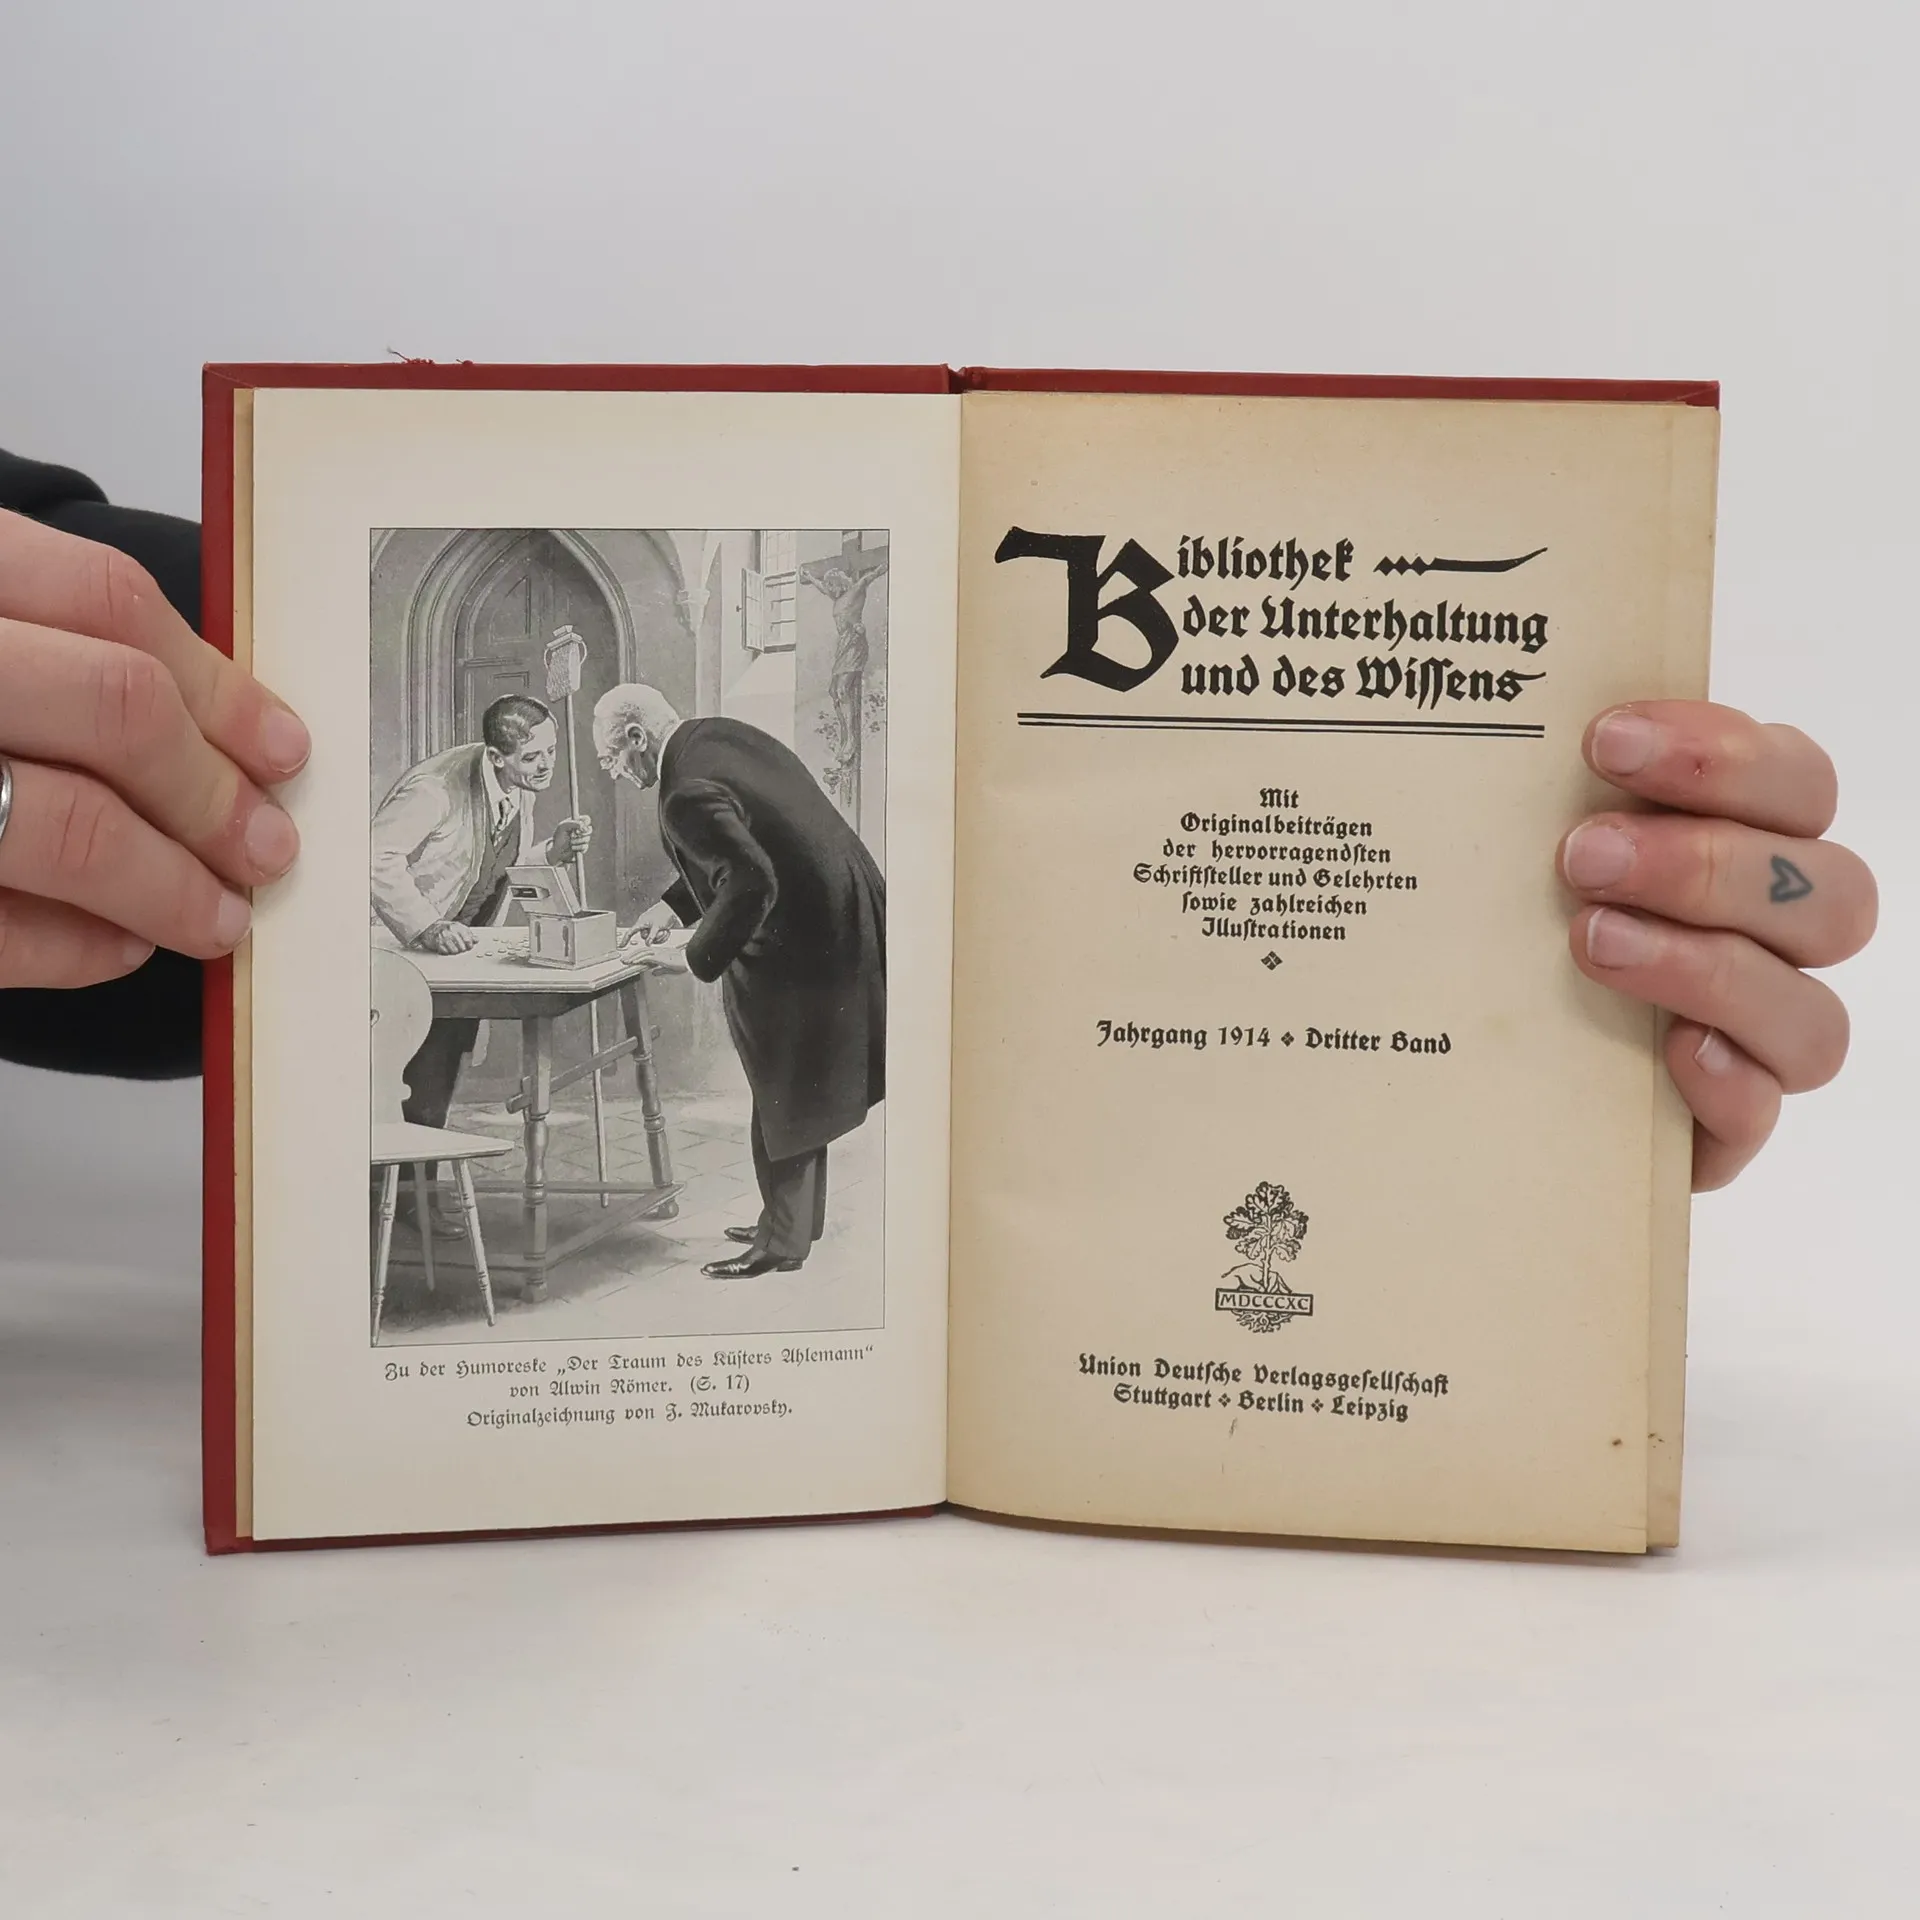 Zu der Humoreske „Der Traum des Küsters Ahlemann“
von Alwin Römer. (S. 17)
Originalzeichnung von J. Mukarovsky.
Bibliothek
der Unterhaltung
und des Wiſſens
Mit
Originalbeiträgen
der hervorragendſten
Schriftſteller und Gelehrten
ſowie zahlreichen
Illuſtrationen
Jahrgang 1914 ❖ Dritter Band
MDCCCXC
Union Deutſche Verlagsgeſellſchaft
Stuttgart ❖ Berlin ❖ Leipzig